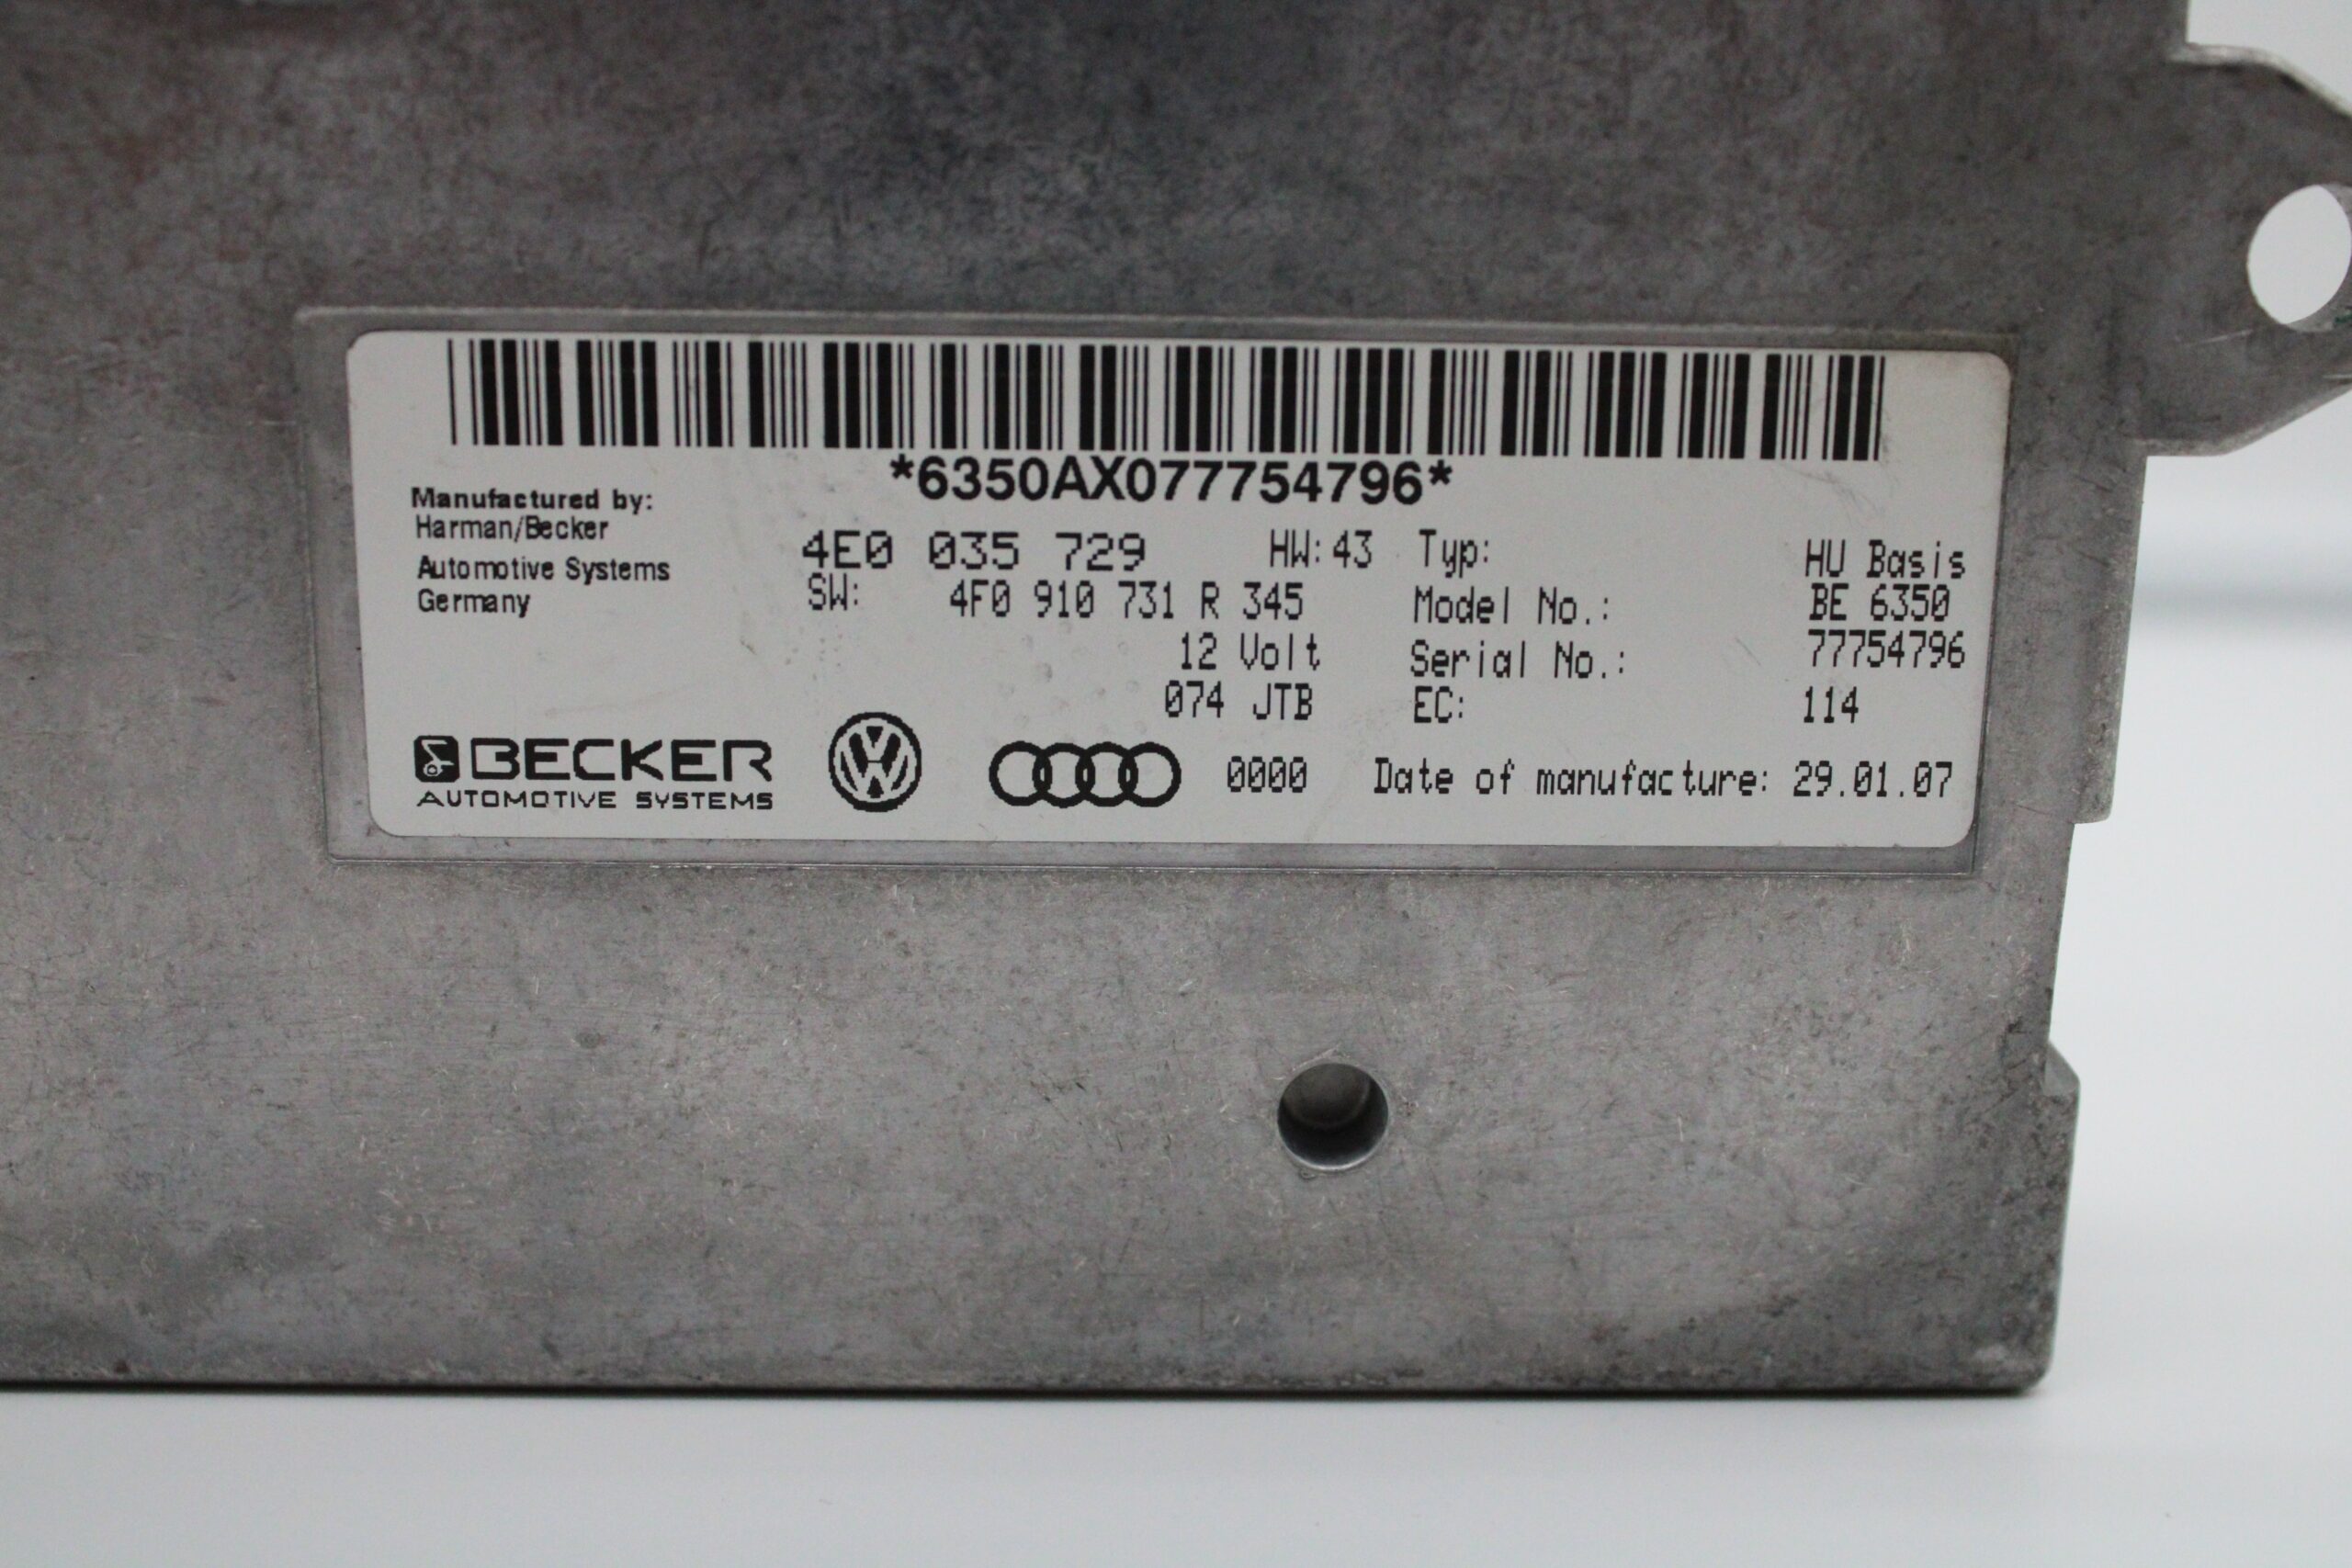 *6350AX077754796*
Manufactured by:
Harman/Becker
Automotive Systems
Germany
4E0 035 729 HW: 43 Typ: HU Basis
SW: 4F0 910 731 R 345 Model No.: BE 6350
12 Volt Serial No.: 77754796
074 JTB EC: 114
BECKER
AUTOMOTIVE SYSTEMS
VW
0000 Date of manufacture: 29.01.07